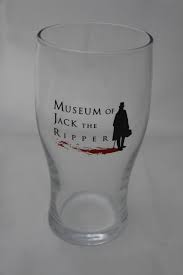 MUSEUM OF
JACK THE
RIPPER